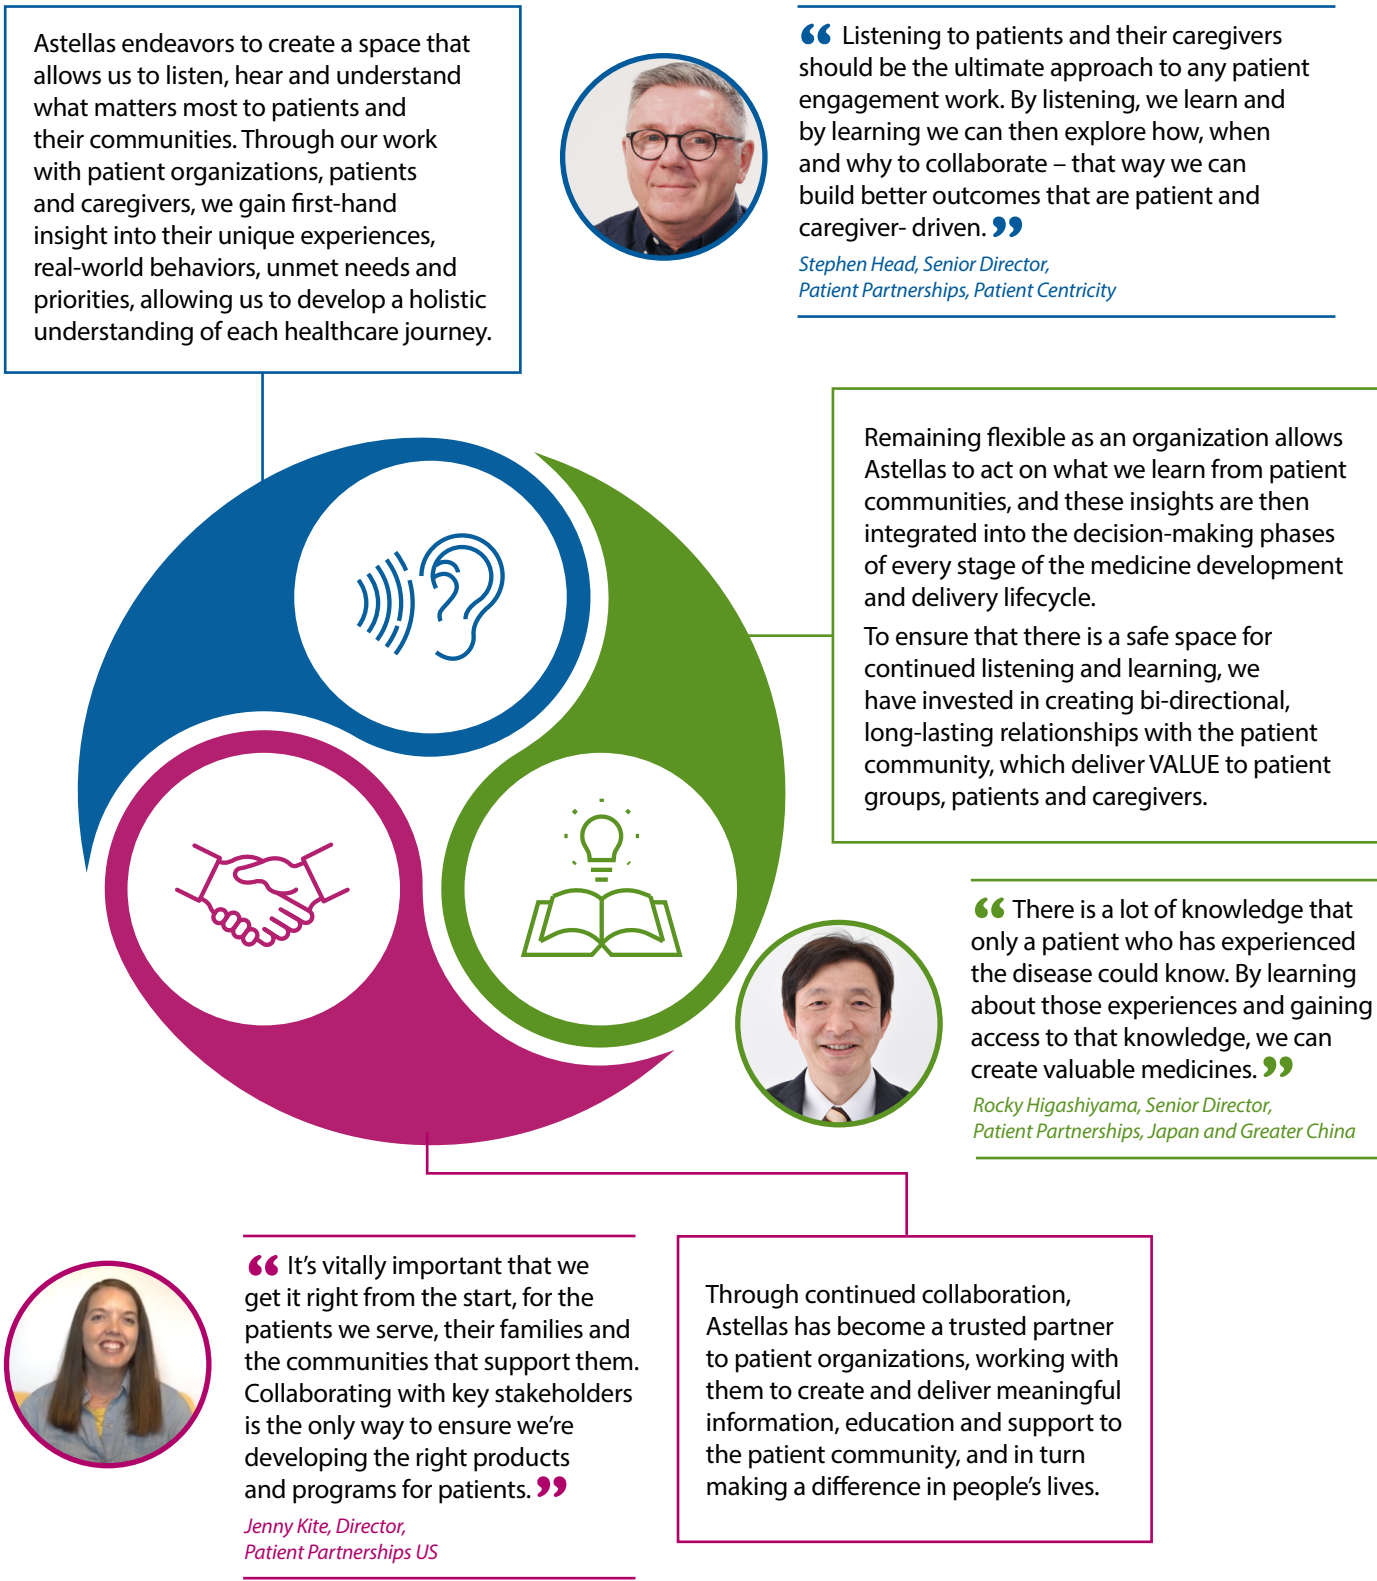 Astellas endeavors to create a space that
allows us to listen, hear and understand
what matters most to patients and
their communities. Through our work
with patient organizations, patients
and caregivers, we gain first-hand
insight into their unique experiences,
real-world behaviors, unmet needs and
priorities, allowing us to develop a holistic
understanding of each healthcare journey.
“ Listening to patients and their caregivers
should be the ultimate approach to any patient
engagement work. By listening, we learn and
by learning we can then explore how, when
and why to collaborate – that way we can
build better outcomes that are patient and
caregiver- driven. ”
Stephen Head, Senior Director,
Patient Partnerships, Patient Centricity
Remaining flexible as an organization allows
Astellas to act on what we learn from patient
communities, and these insights are then
integrated into the decision-making phases
of every stage of the medicine development
and delivery lifecycle.
To ensure that there is a safe space for
continued listening and learning, we
have invested in creating bi-directional,
long-lasting relationships with the patient
community, which deliver VALUE to patient
groups, patients and caregivers.
“ There is a lot of knowledge that
only a patient who has experienced
the disease could know. By learning
about those experiences and gaining
access to that knowledge, we can
create valuable medicines. ”
Rocky Higashiyama, Senior Director,
Patient Partnerships, Japan and Greater China
“ It’s vitally important that we
get it right from the start, for the
patients we serve, their families and
the communities that support them.
Collaborating with key stakeholders
is the only way to ensure we’re
developing the right products
and programs for patients. ”
Jenny Kite, Director,
Patient Partnerships US
Through continued collaboration,
Astellas has become a trusted partner
to patient organizations, working with
them to create and deliver meaningful
information, education and support to
the patient community, and in turn
making a difference in people’s lives.